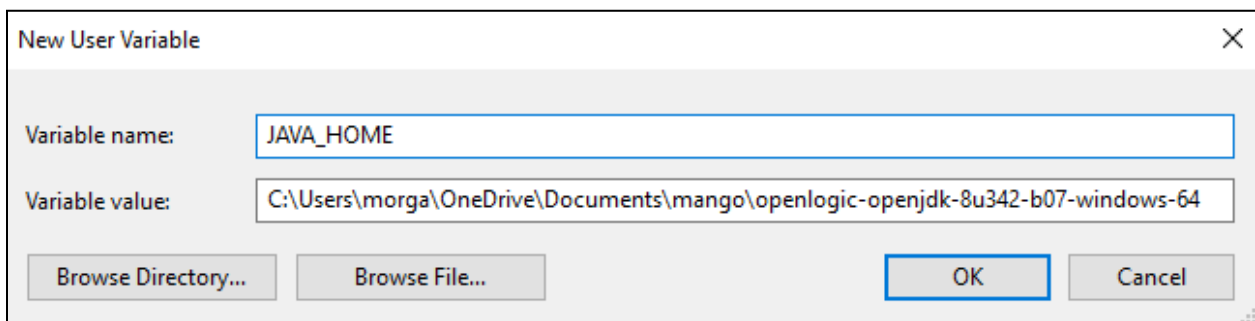 New User Variable
Variable name: JAVA_HOME
Variable value: C:\Users\morga\OneDrive\Documents\mango\openlogic-openjdk-8u342-b07-windows-64
Browse Directory... Browse File... OK Cancel